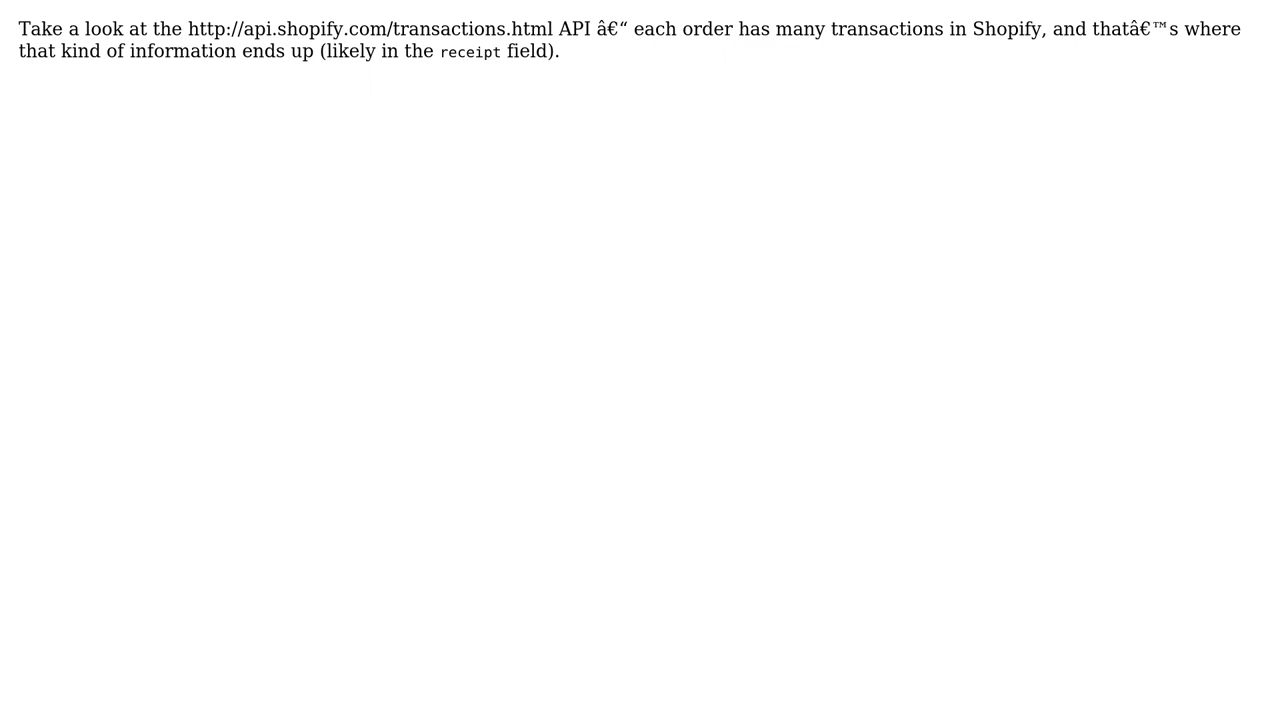 Take a look at the http://api.shopify.com/transactions.html API â€“ each order has many transactions in Shopify, and thatâ€™s where
that kind of information ends up (likely in the receipt field).